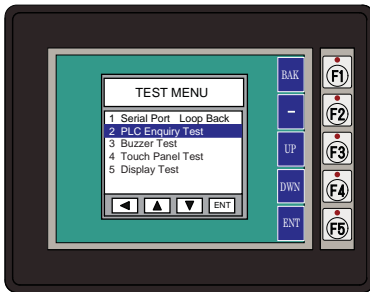 TEST MENU
1 Serial Port Loop Back
2 PLC Enquiry Test
3 Buzzer Test
4 Touch Panel Test
5 Display Test
ENT
BAK
–
UP
DWN
ENT
F1
F2
F3
F4
F5